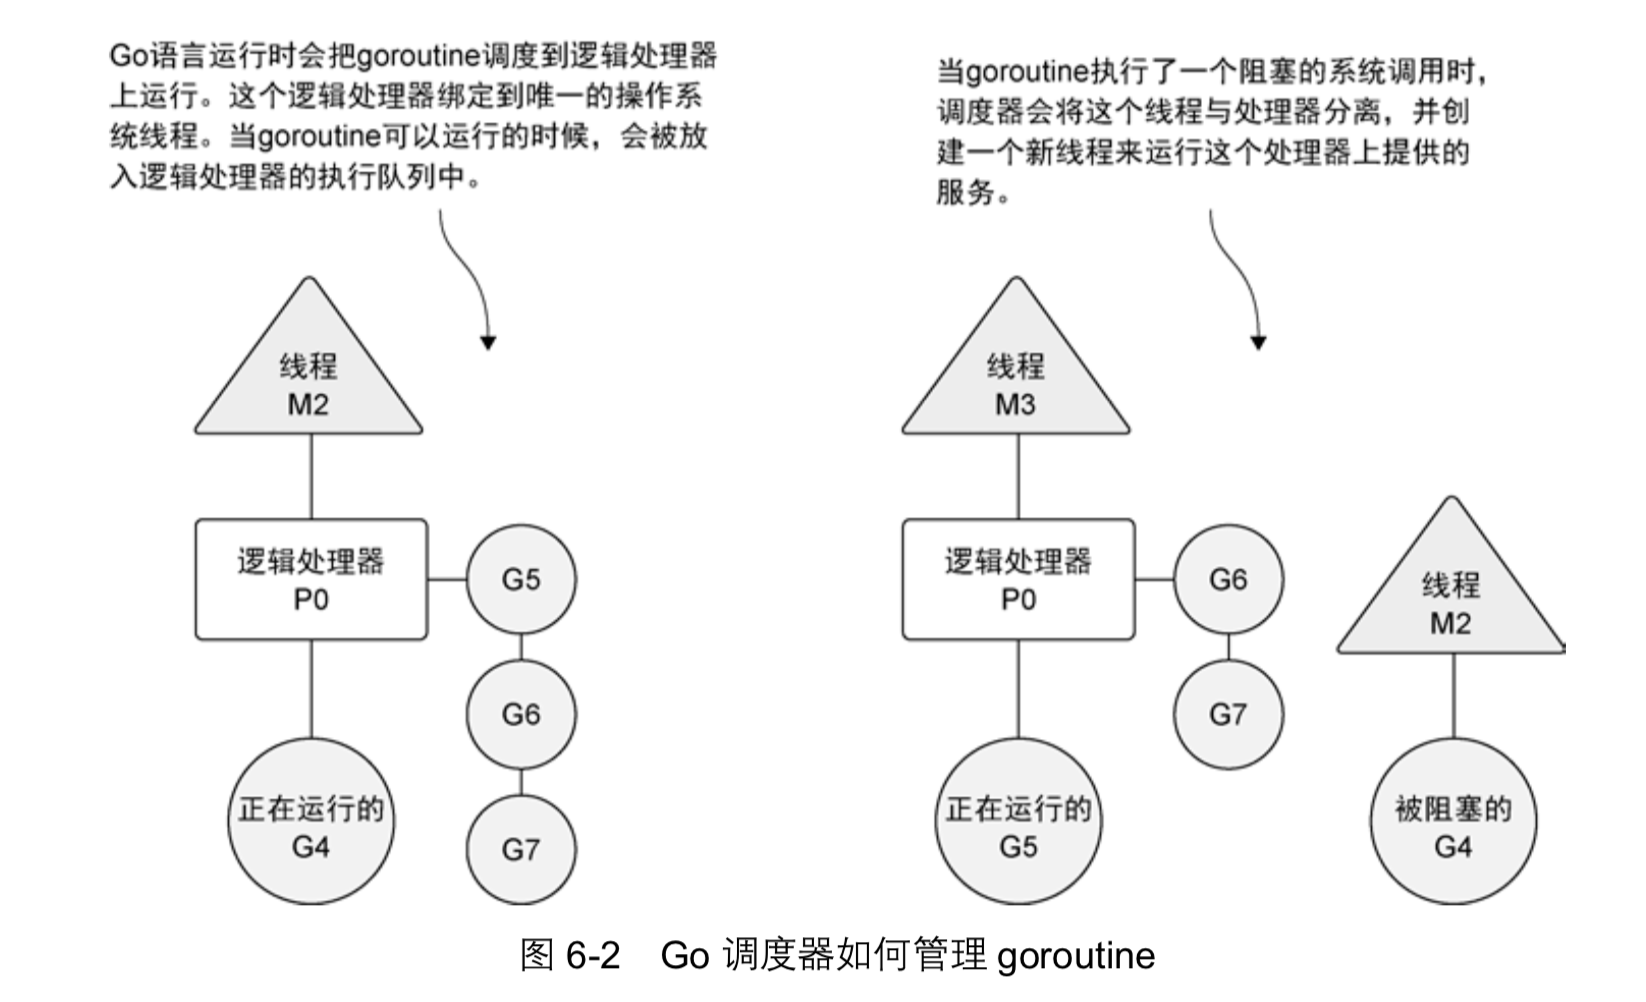 Go语言运行时会把goroutine调度到逻辑处理器
上运行。这个逻辑处理器绑定到唯一的操作系
统线程。当goroutine可以运行的时候，会被放
入逻辑处理器的执行队列中。
当goroutine执行了一个阻塞的系统调用时，
调度器会将这个线程与处理器分离，并创
建一个新线程来运行这个处理器上提供的
服务。
线程
M2
逻辑处理器
P0
G5
G6
G7
正在运行的
G4
线程
M3
逻辑处理器
P0
G6
G7
正在运行的
G5
线程
M2
被阻塞的
G4
图 6-2 Go 调度器如何管理 goroutine